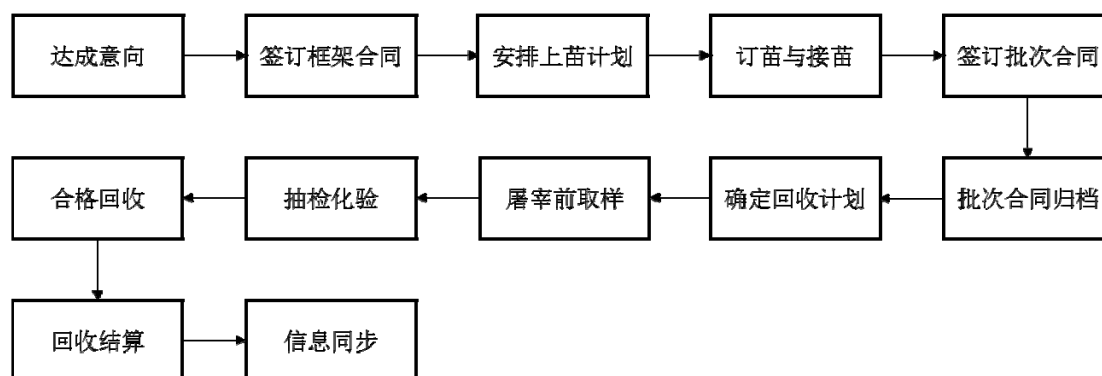 达成意向
签订框架合同
安排上苗计划
订苗与接苗
签订批次合同
批次合同归档
确定回收计划
屠宰前取样
抽检化验
合格回收
回收结算
信息同步